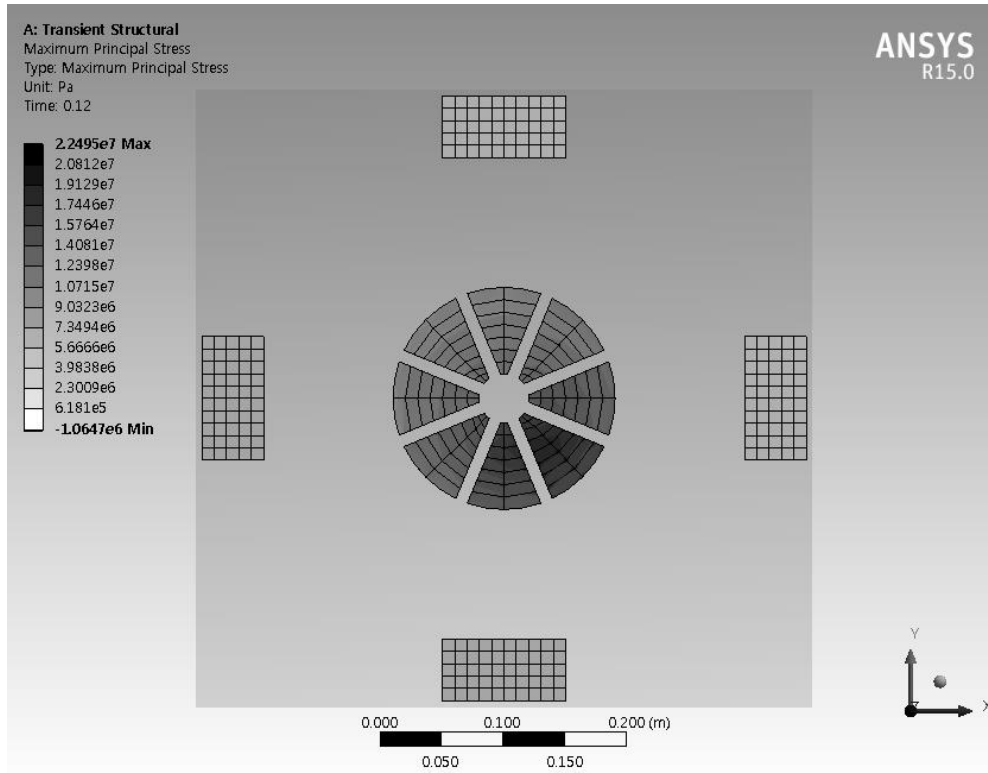 A: Transient Structural
Maximum Principal Stress
Type: Maximum Principal Stress
Unit: Pa
Time: 0.12
ANSYS
R15.0
2.2495e7 Max
2.0812e7
1.9129e7
1.7446e7
1.5764e7
1.4081e7
1.2398e7
1.0715e7
9.0323e6
7.3494e6
5.6666e6
3.9838e6
2.3009e6
6.181e5
-1.0647e6 Min
Y
X
0.000 0.100 0.200 (m)
0.050 0.150